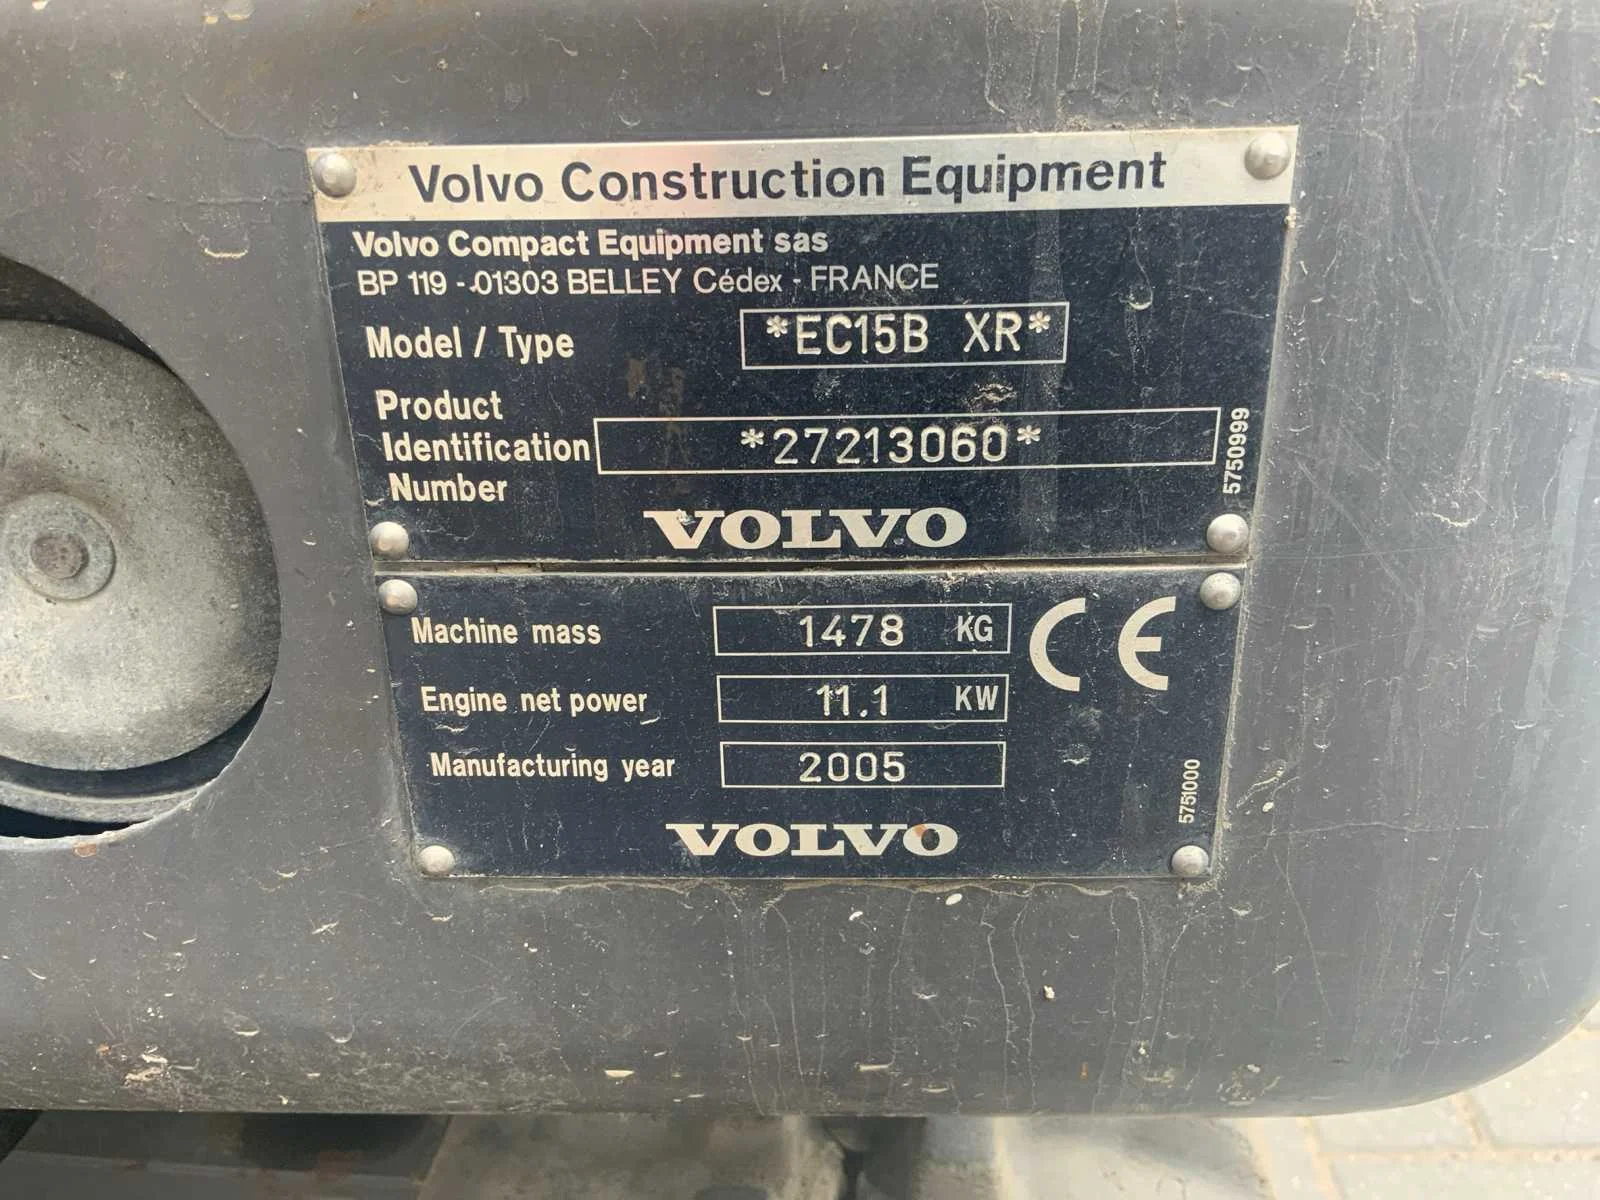 Volvo Construction Equipment
Volvo Compact Equipment sas
BP 119 - 01303 BELLEY Cédex - FRANCE
Model / Type *EC15B XR*
Product
Identification *27213060*
Number
5750999
VOLVO
Machine mass 1478 KG
CE
Engine net power 11.1 KW
Manufacturing year 2005
5751000
VOLVO